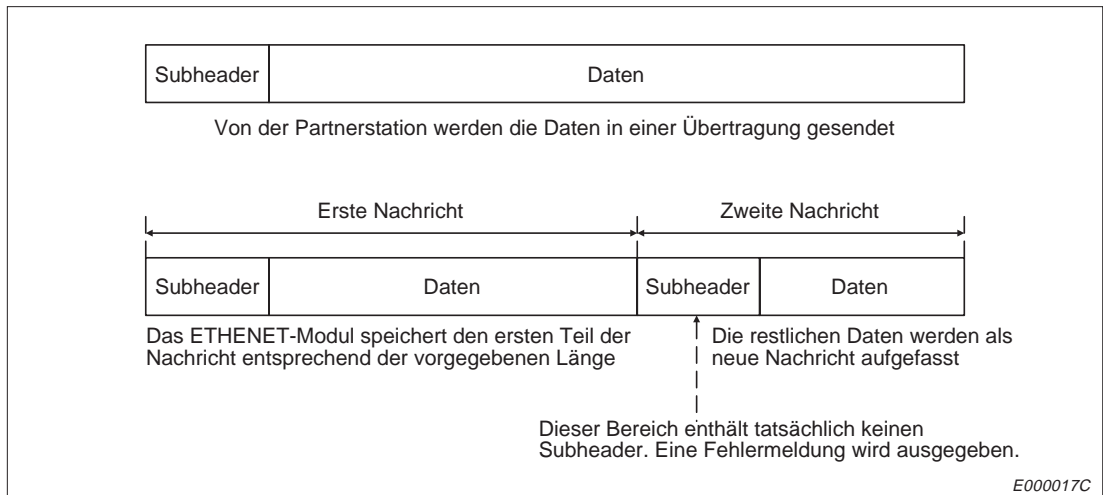 Subheader Daten
Von der Partnerstation werden die Daten in einer Übertragung gesendet
Erste Nachricht Zweite Nachricht
Subheader Daten Subheader Daten
Das ETHENET-Modul speichert den ersten Teil der
Nachricht entsprechend der vorgegebenen Länge
Die restlichen Daten werden als
neue Nachricht aufgefasst
Dieser Bereich enthält tatsächlich keinen
Subheader. Eine Fehlermeldung wird ausgegeben.
E000017C